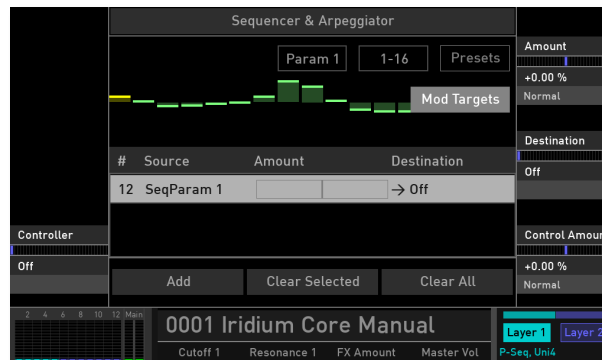 Sequencer & Arpeggiator
Param 1 1-16 Presets
Mod Targets
Amount
+0.00 %
Normal
Destination
Off
# Source Amount Destination
12 SeqParam 1 → Off
Controller
Off
Control Amour
+0.00 %
Normal
Add Clear Selected Clear All
2 4 6 8 10 12 Main
0001 Iridium Core Manual
Cutoff 1 Resonance 1 FX Amount Master Vol
Layer 1 Layer 2
P-Seq, Uni4